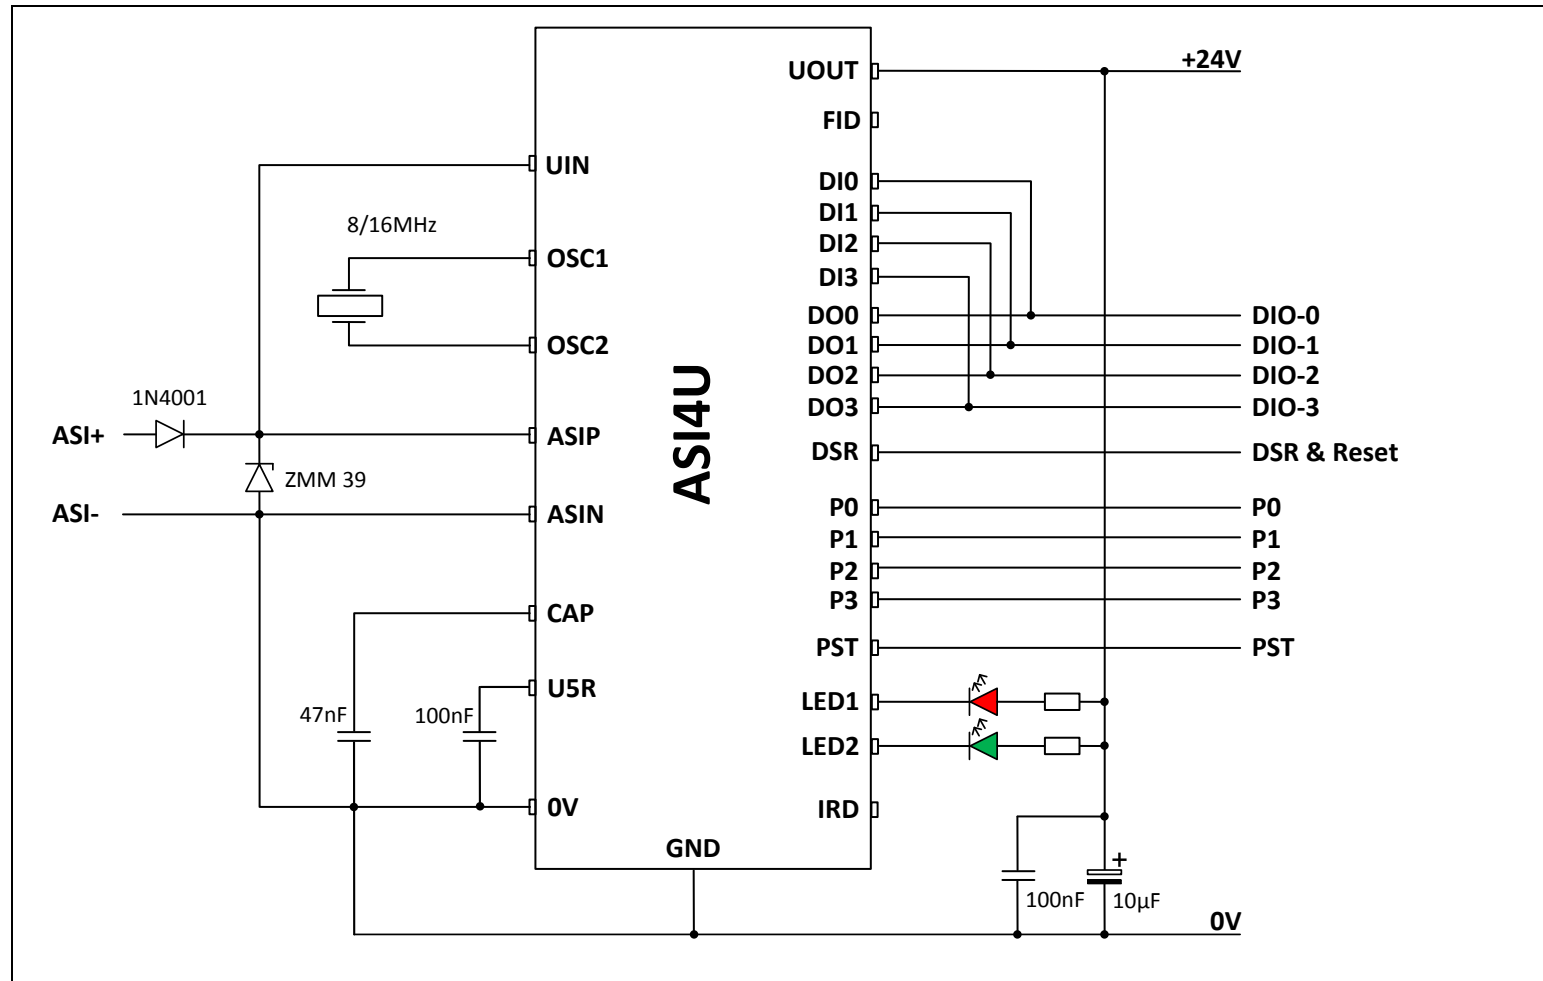 +24V
UOUT
FID
UIN
DI0
DI1
8/16MHz
DI2
OSC1
DI3
DO0
DIO-0
OSC2
DO1
DIO-1
DO2
DIO-2
1N4001
DO3
DIO-3
ASI+
ASIP
ASI4U
DSR
DSR & Reset
ZMM 39
ASI-
ASIN
P0
P0
P1
P1
P2
P2
P3
P3
CAP
PST
PST
U5R
LED1
47nF
100nF
LED2
0V
IRD
GND
+
100nF
10µF
0V